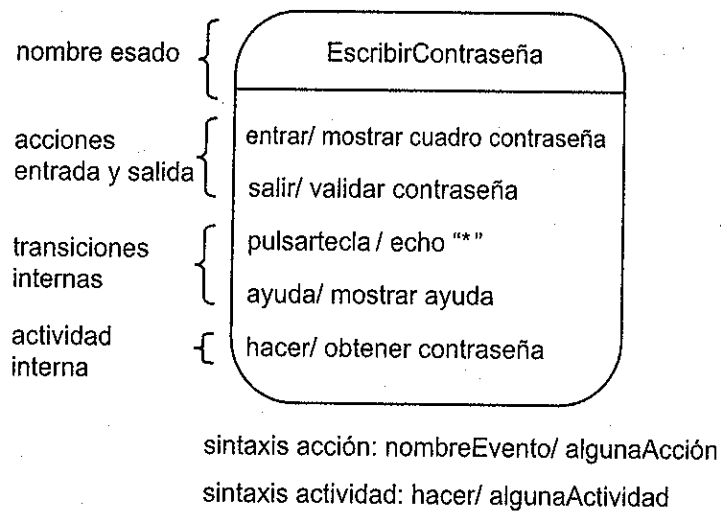 nombre esado
EscribirContraseña
acciones
entrada y salida
entrar/ mostrar cuadro contraseña
salir/ validar contraseña
transiciones
internas
pulsartecla / echo “*”
ayuda/ mostrar ayuda
actividad
interna
hacer/ obtener contraseña
sintaxis acción: nombreEvento/ algunaAcción
sintaxis actividad: hacer/ algunaActividad